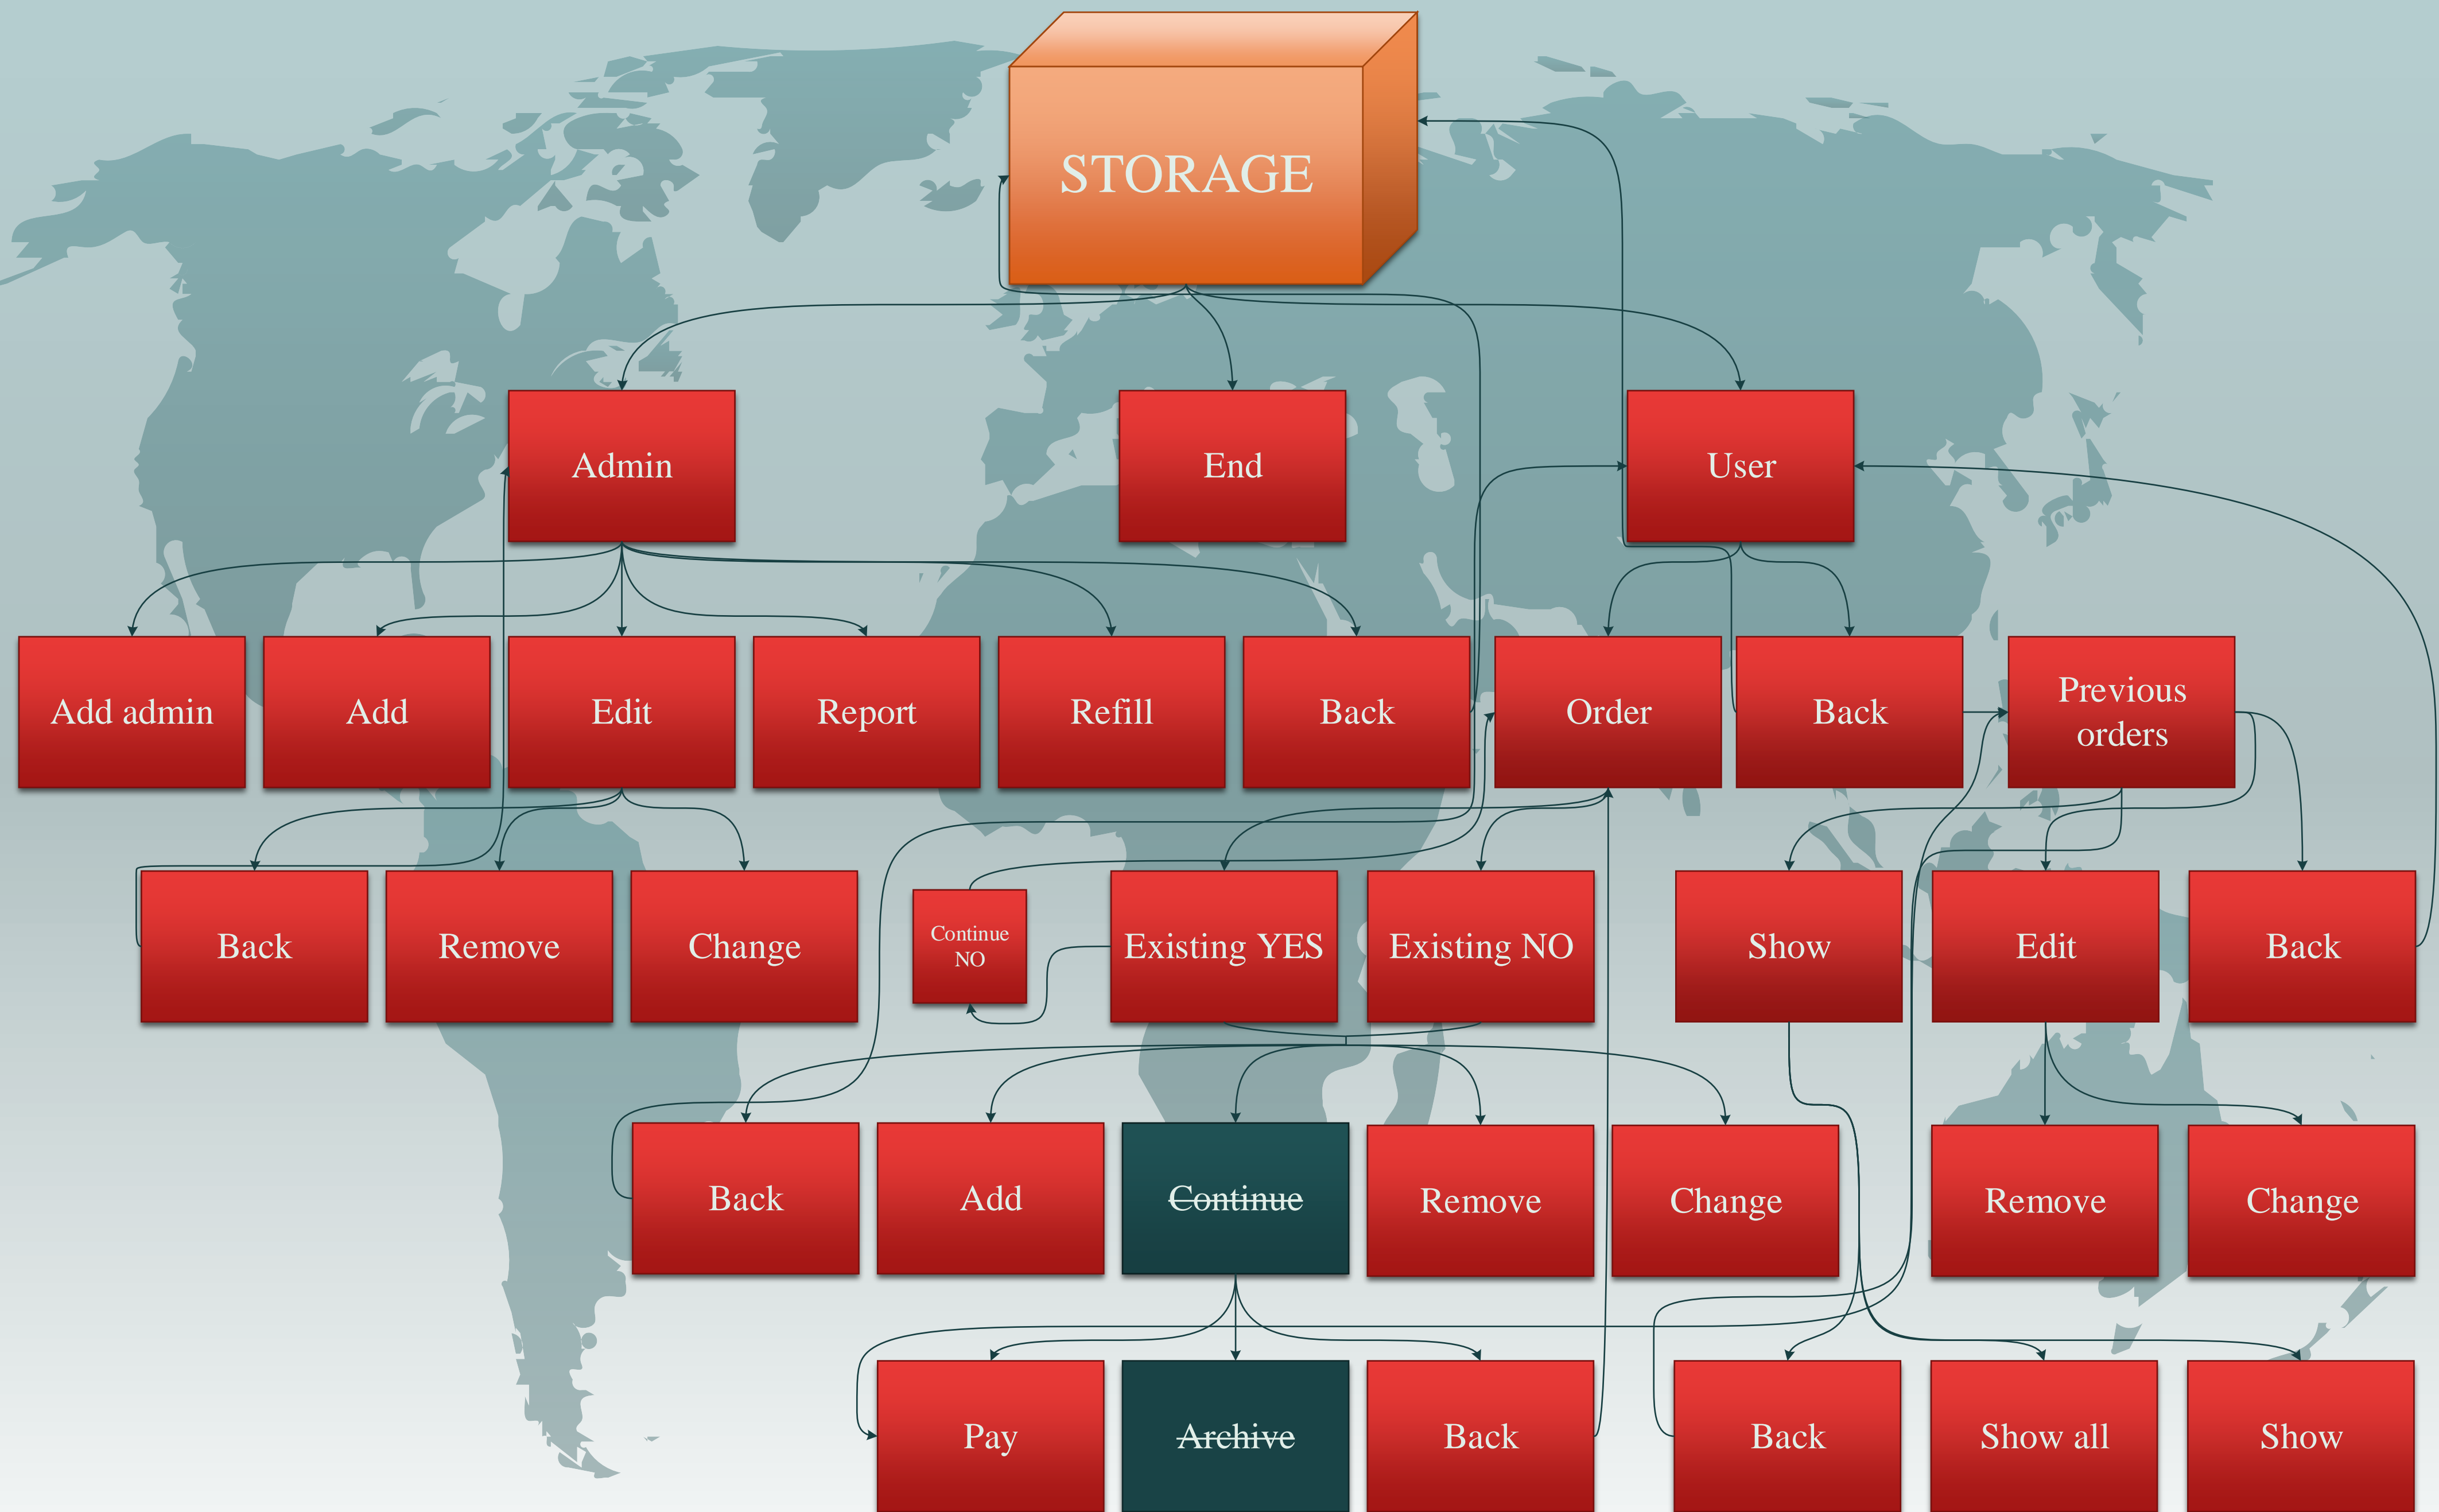 STORAGE
Admin
End
User
Add admin
Add
Edit
Report
Refill
Back
Order
Back
Previous
orders
Back
Remove
Change
Continue
NO
Existing YES
Existing NO
Show
Edit
Back
Back
Add
Continue
Remove
Change
Remove
Change
Pay
Archive
Back
Back
Show all
Show